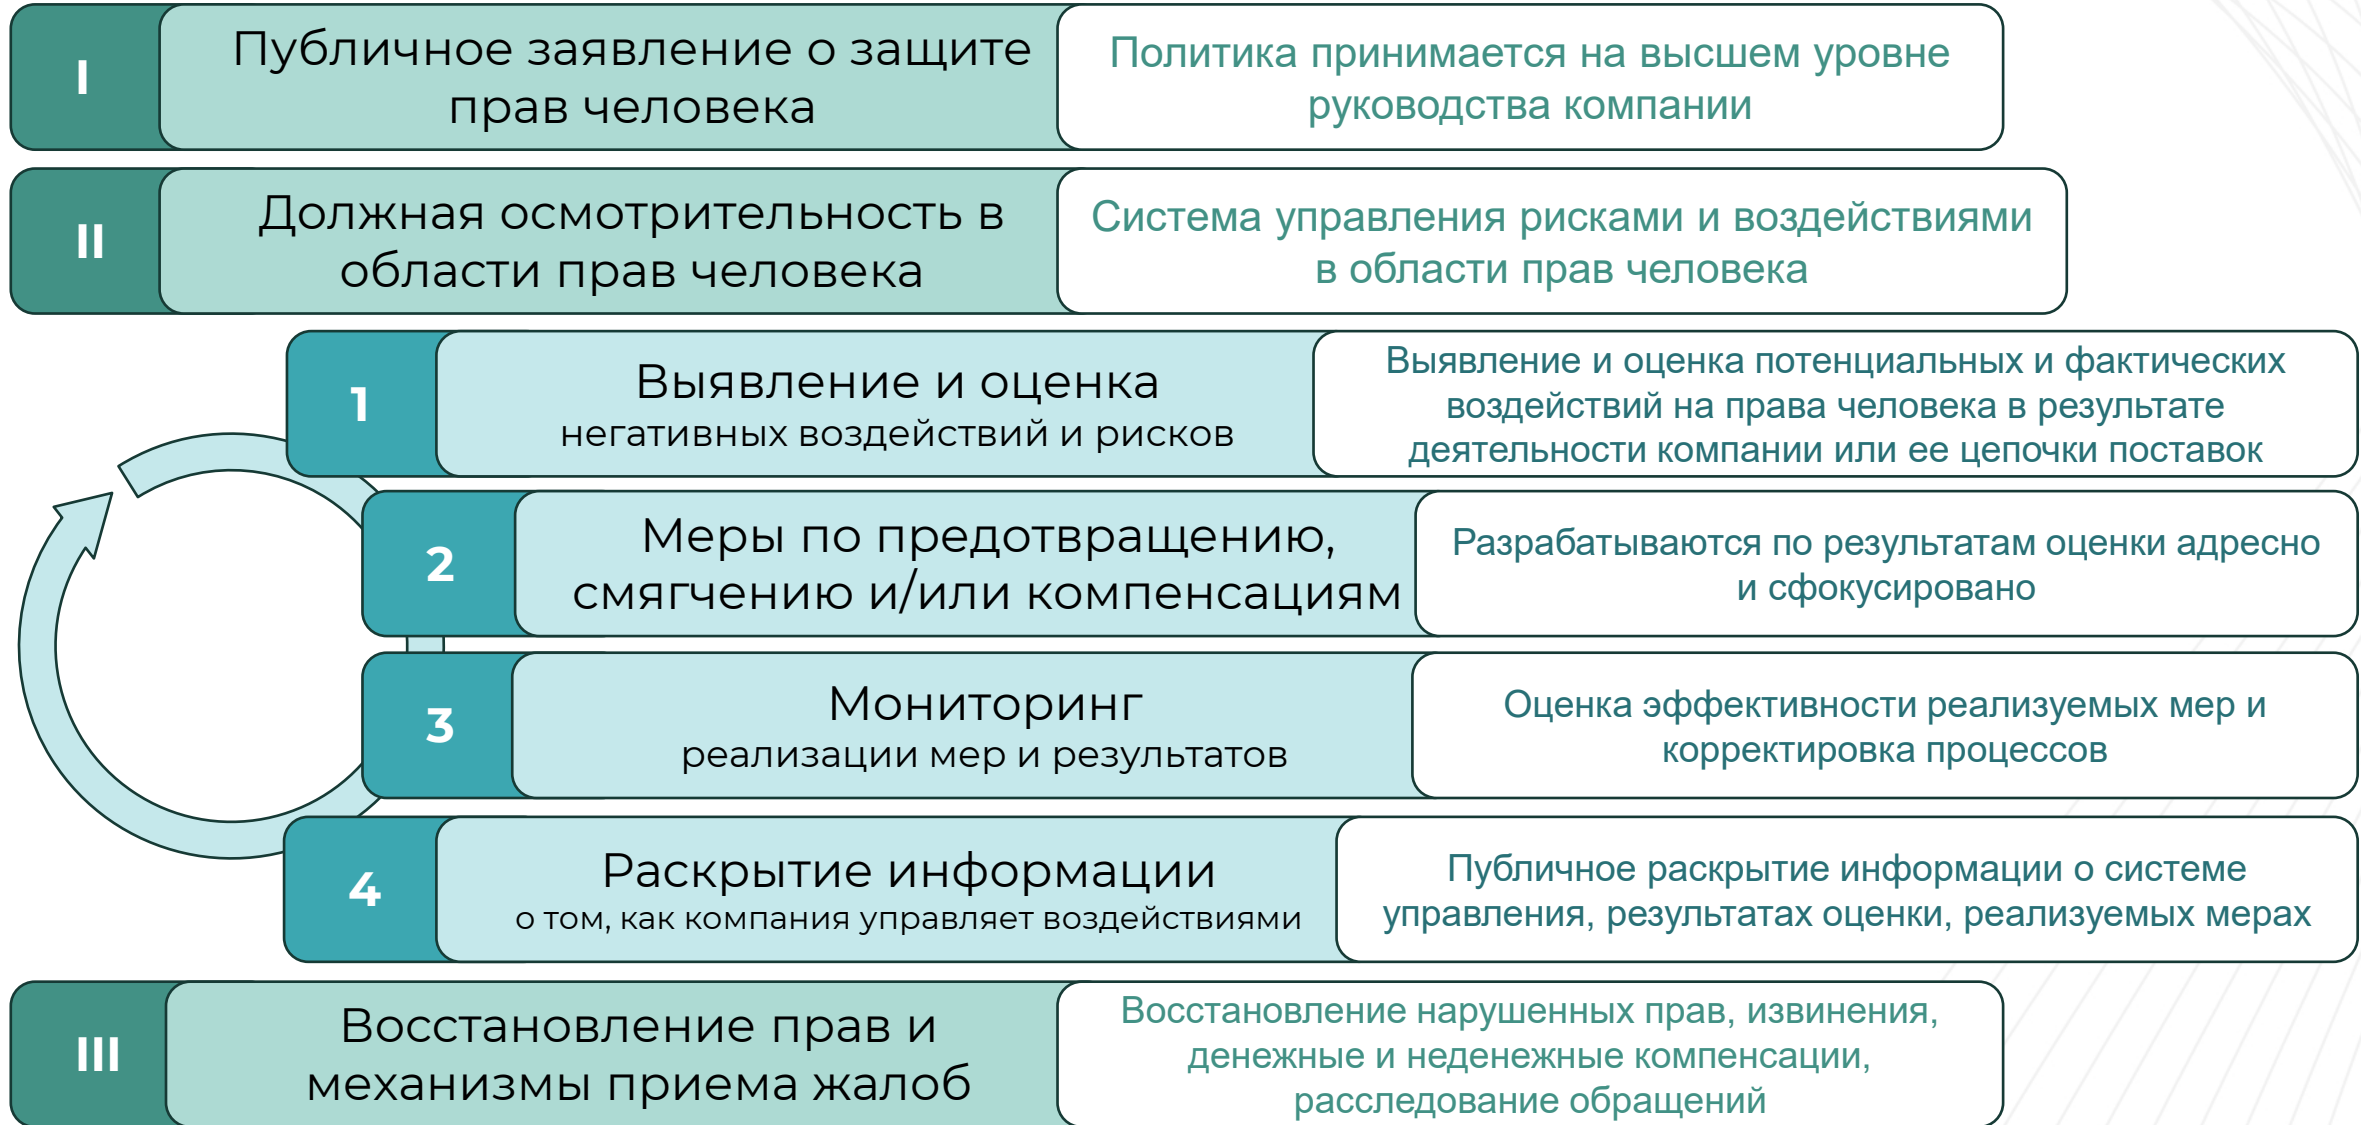 I
Публичное заявление о защите
прав человека
Политика принимается на высшем уровне
руководства компании
II
Должная осмотрительность в
области прав человека
Система управления рисками и воздействиями
в области прав человека
1
Выявление и оценка
негативных воздействий и рисков
Выявление и оценка потенциальных и фактических
воздействий на права человека в результате
деятельности компании или ее цепочки поставок
2
Меры по предотвращению,
смягчению и/или компенсациям
Разрабатываются по результатам оценки адресно
и сфокусировано
3
Мониторинг
реализации мер и результатов
Оценка эффективности реализуемых мер и
корректировка процессов
4
Раскрытие информации
о том, как компания управляет воздействиями
Публичное раскрытие информации о системе
управления, результатах оценки, реализуемых мерах
III
Восстановление прав и
механизмы приема жалоб
Восстановление нарушенных прав, извинения,
денежные и неденежные компенсации,
расследование обращений